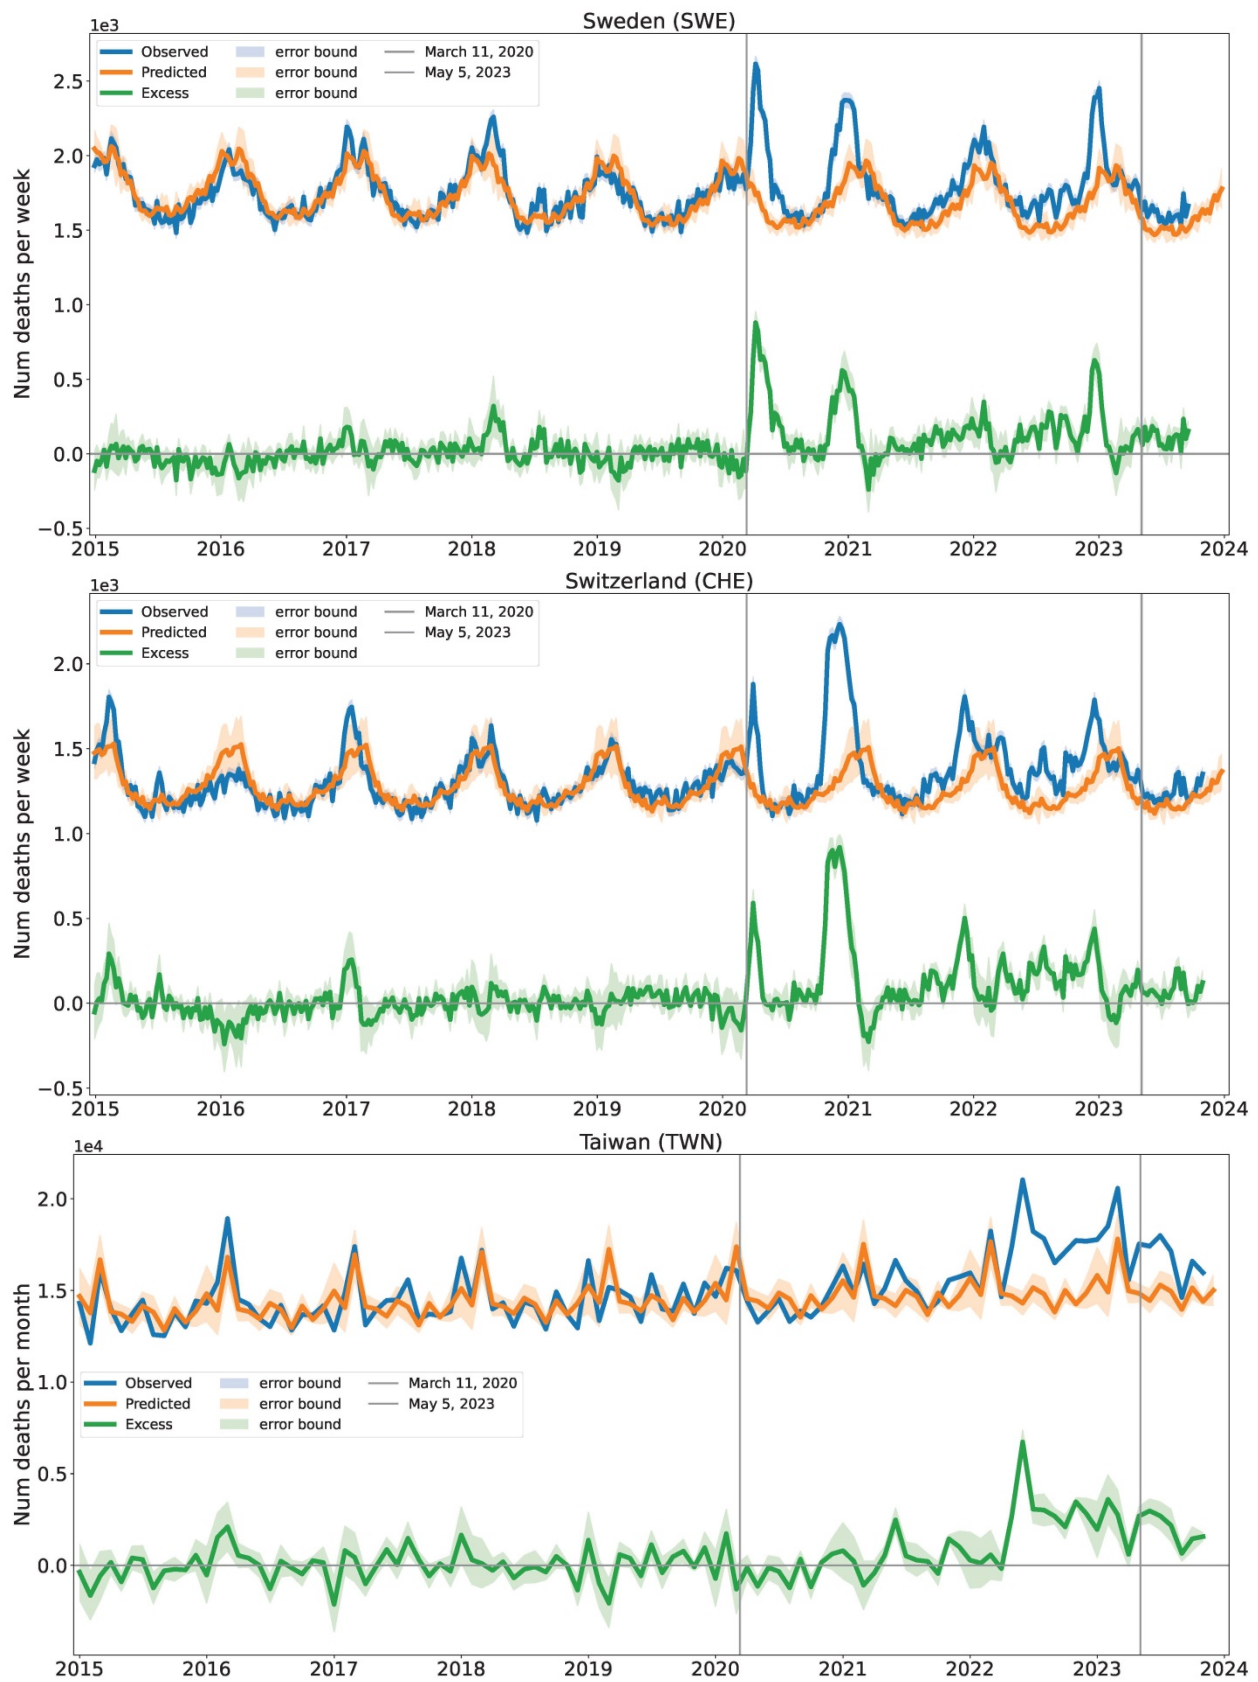 Sweden (SWE)
1e3
Observed error bound March 11, 2020
Predicted error bound May 5, 2023
Excess error bound
Num deaths per week
2.5
2.0
1.5
1.0
0.5
0.0
−0.5
2015 2016 2017 2018 2019 2020 2021 2022 2023 2024
Switzerland (CHE)
1e3
Observed error bound March 11, 2020
Predicted error bound May 5, 2023
Excess error bound
Num deaths per week
2.0
1.5
1.0
0.5
0.0
−0.5
2015 2016 2017 2018 2019 2020 2021 2022 2023 2024
Taiwan (TWN)
1e4
Num deaths per month
2.0
1.5
1.0
0.5
0.0
Observed error bound March 11, 2020
Predicted error bound May 5, 2023
Excess error bound
2015 2016 2017 2018 2019 2020 2021 2022 2023 2024